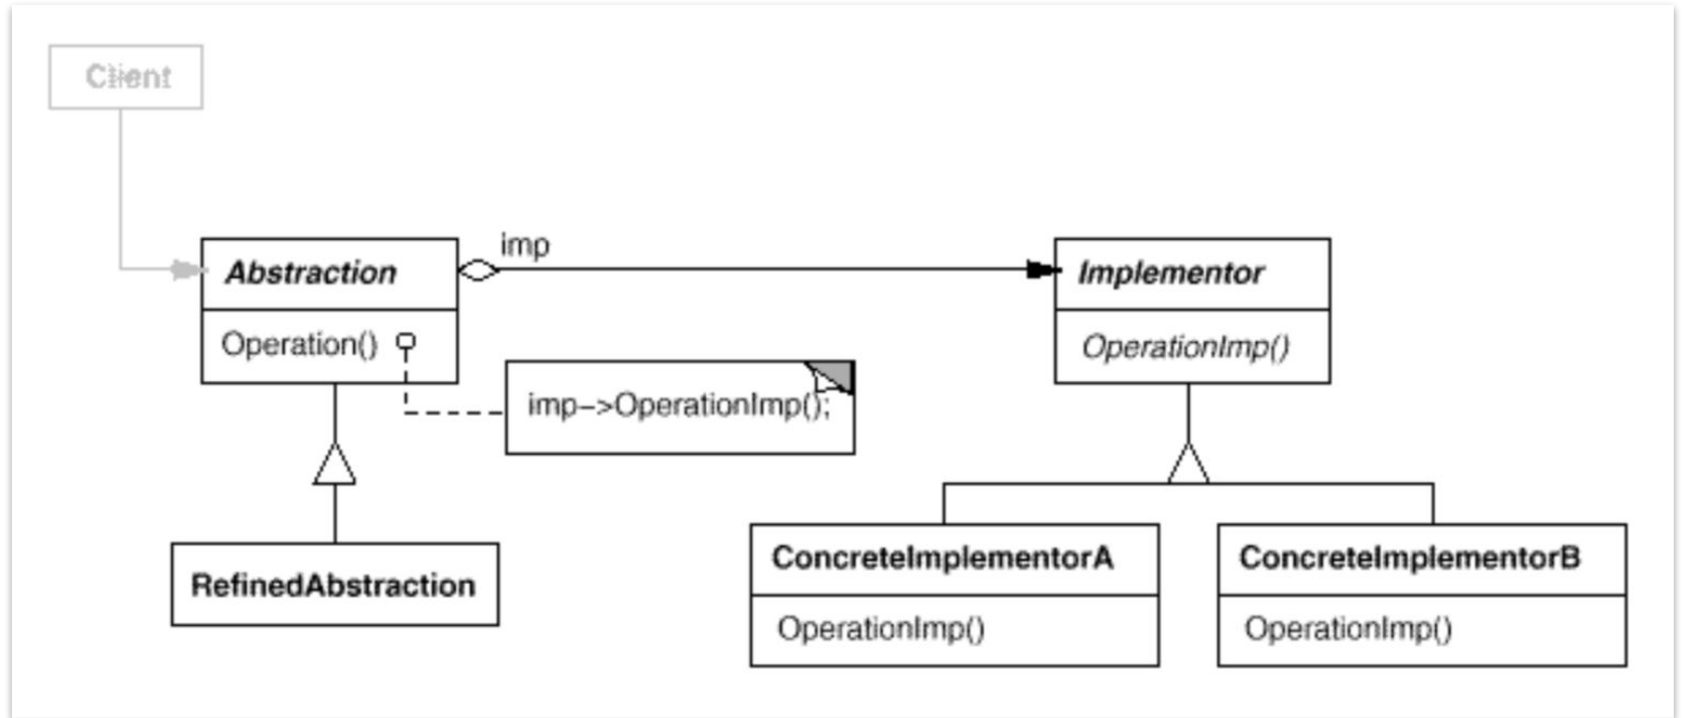 Client
imp
Abstraction
Implementor
Operation()
OperationImp()
imp–>OperationImp();
RefinedAbstraction
ConcreteImplementorA
ConcreteImplementorB
OperationImp()
OperationImp()